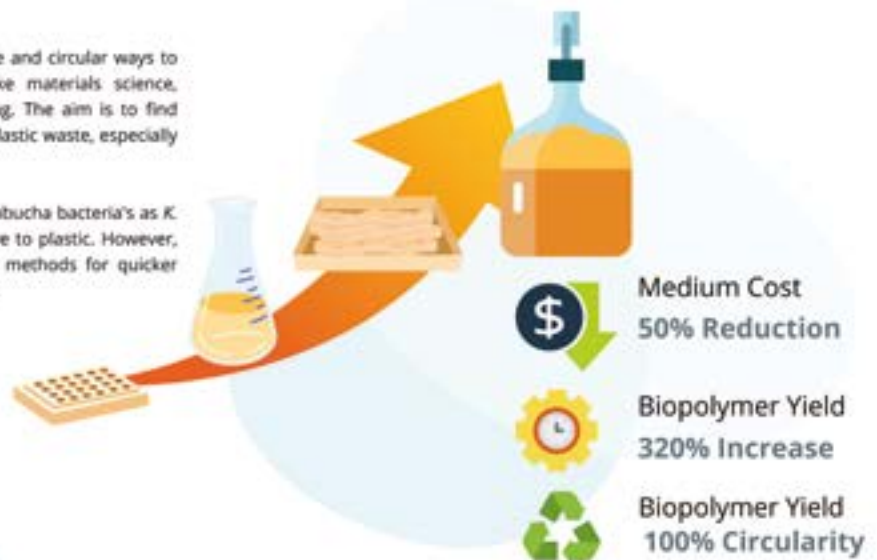 e and circular ways to
ke materials science,
g. The aim is to find
lastic waste, especially
bucha bacteria's as K.
e to plastic. However,
methods for quicker
$
Medium Cost
50% Reduction
Biopolymer Yield
320% Increase
Biopolymer Yield
100% Circularity